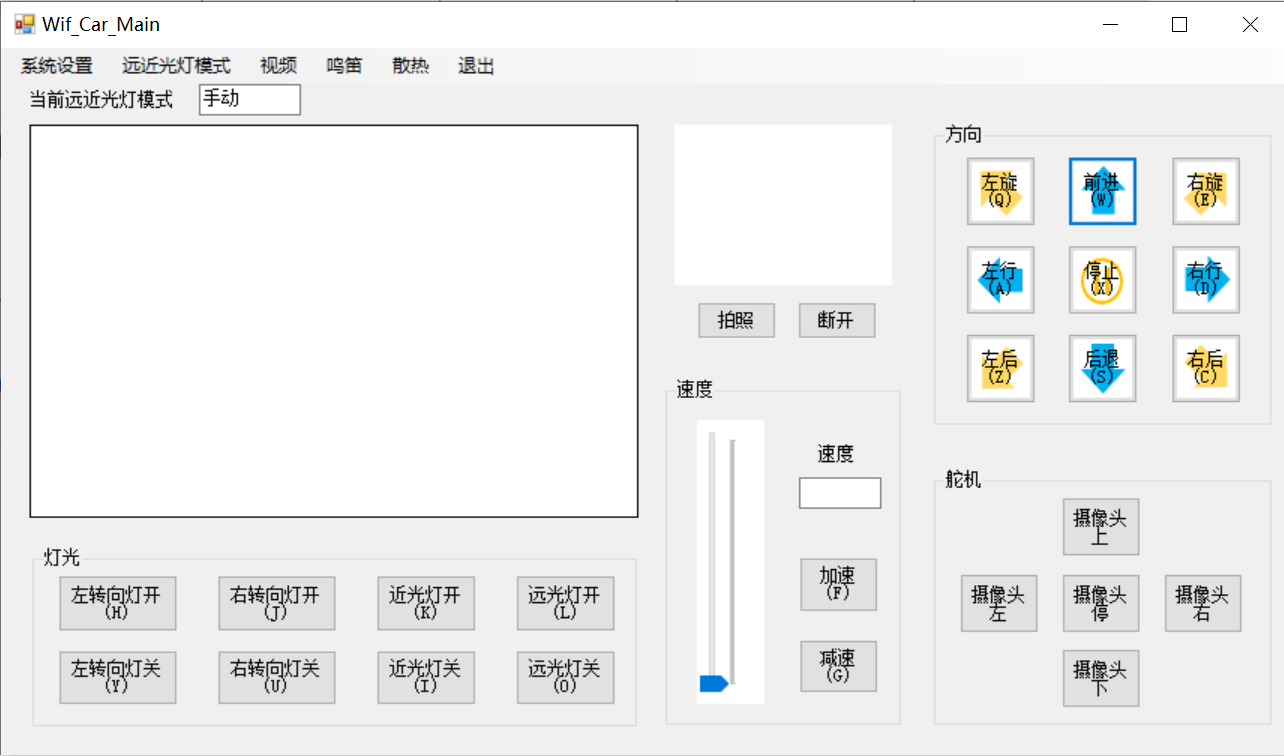 Wif_Car_Main
系统设置 远近光灯模式 视频 鸣笛 散热 退出
当前远近光灯模式 手动
拍照 断开
方向
左旋
(Q)
前进
(W)
右旋
(E)
左行
(A)
停止
(X)
右行
(D)
左后
(Z)
后退
(S)
右后
(C)
速度
速度
加速
(F)
减速
(G)
舵机
摄像头
上
摄像头
左
摄像头
停
摄像头
右
摄像头
下
灯光
左转向灯开
(H)
右转向灯开
(J)
近光灯开
(K)
远光灯开
(L)
左转向灯关
(Y)
右转向灯关
(U)
近光灯关
(I)
远光灯关
(O)